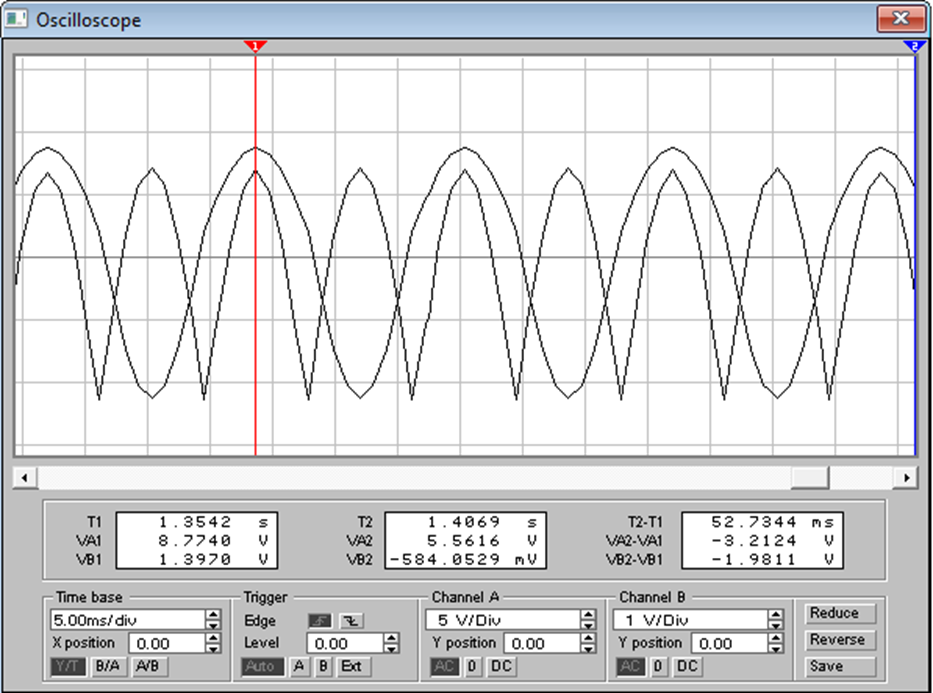 Oscilloscope
1 2
T1 1.3542 s T2 1.4069 s T2-T1 52.7344 ms
VA1 8.7740 V VA2 5.5616 V VA2-VA1 -3.2124 V
VB1 1.3970 V VB2 -584.0529 mV VB2-VB1 -1.9811 V
Time base Trigger Channel A Channel B
5.00ms/div Edge 5 V/Div 1 V/Div Reduce
X position 0.00 Level 0.00 Y position 0.00 Y position 0.00 Reverse
Y/T B/A A/B Auto A B Ext AC 0 DC AC 0 DC Save